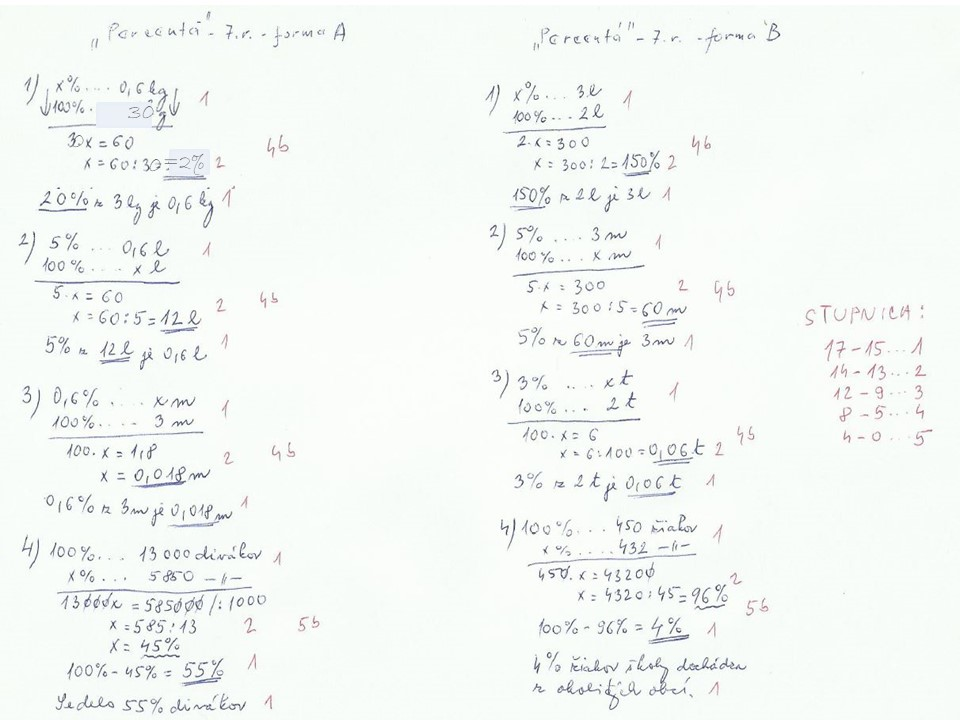 „Percentá" - 7.r. - forma A
1) x% ... 0,6 kg 1
100% . 30 g
30x = 60
x = 60 : 30 = 2% 2 4b
20% z 3 kg je 0,6 kg 1
2) 5% ... 0,6 l 1
100% .... x l
5.x = 60
x = 60 : 5 = 12 l 2 4b
5% z 12 l je 0,6 l 1
3) 0,6% .... x m 1
100% .... 3 m
100.x = 1,8
x = 0,018 m 2 4b
0,6% z 3m je 0,018 m 1
4) 100% ... 13 000 divákov 1
x% ... 5850 -॥-
13000x = 585000 /: 1000
x = 585 : 13 2 5b
x = 45%
100% - 45% = 55% 1
Sedelo 55% divákov 1
„Percentá" - 7.r. - forma B
1) x% ... 3l 1
100% ... 2l
2.x = 300
x = 300 : 2 = 150% 2 4b
150% z 2l je 3l 1
2) 5% .... 3 m 1
100% ... x m
5.x = 300
x = 300 : 5 = 60 m 2 4b
5% z 60m je 3m 1
3) 3% .... x t 1
100% ... 2 t
100.x = 6
x = 6 : 100 = 0,06 t 2 4b
3% z 2t je 0,06 t 1
4) 100% ... 450 žiakov 1
x% .... 432 -॥-
450.x = 43200
x = 4320 : 45 = 96% 2 5b
100% - 96% = 4% 1
4% žiakov školy dochádza
z okolitých obcí. 1
STUPNICA:
17 - 15 ... 1
14 - 13 ... 2
12 - 9 ... 3
8 - 5 ... 4
4 - 0 ... 5